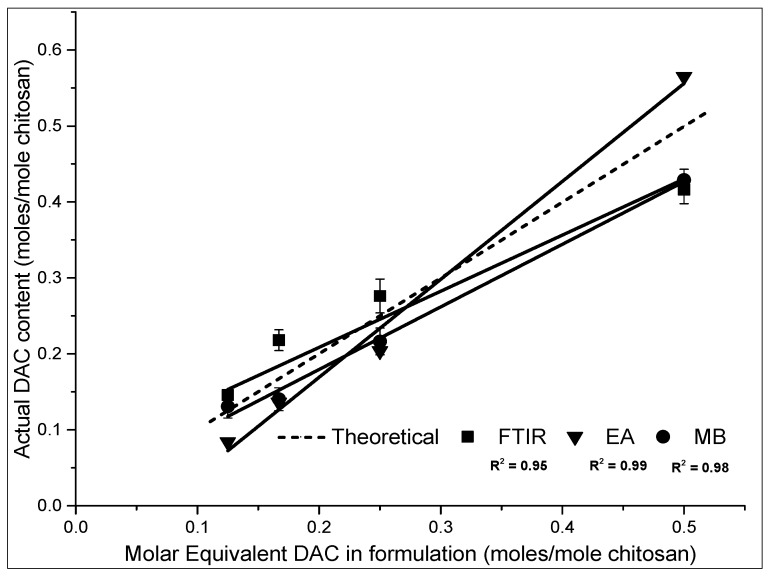 Actual DAC content (moles/mole chitosan)
0.6
0.5
0.4
0.3
0.2
0.1
0.0
Theoretical FTIR EA MB
R² = 0.95 R² = 0.99 R² = 0.98
0.0 0.1 0.2 0.3 0.4 0.5
Molar Equivalent DAC in formulation (moles/mole chitosan)